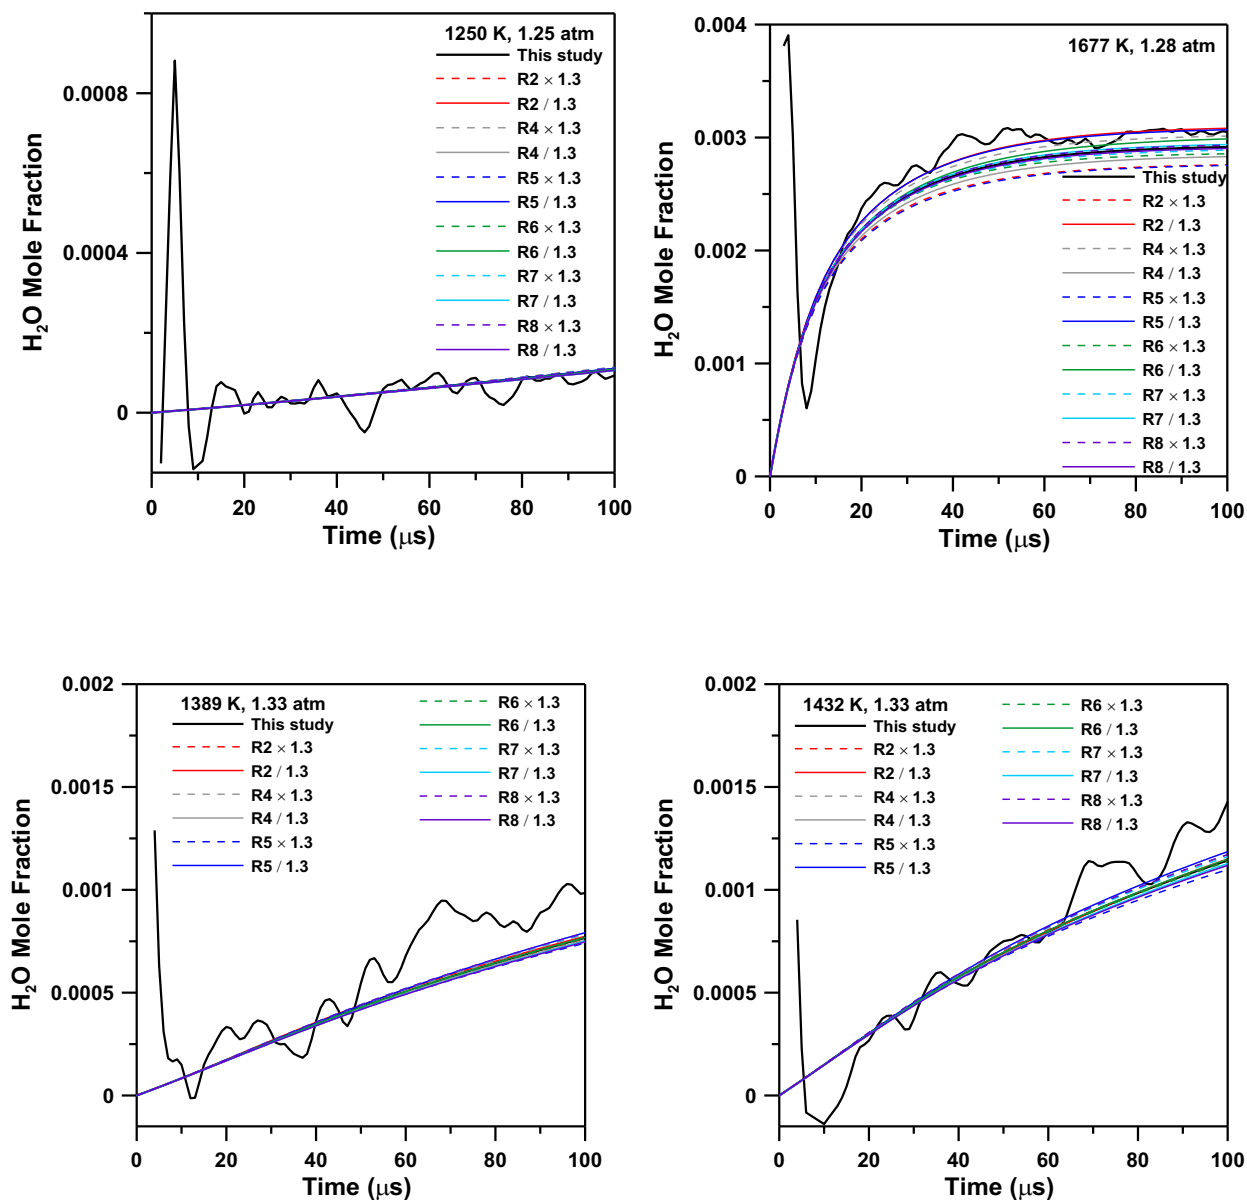 1250 K, 1.25 atm
This study
R2 × 1.3
R2 / 1.3
R4 × 1.3
R4 / 1.3
R5 × 1.3
R5 / 1.3
R6 × 1.3
R6 / 1.3
R7 × 1.3
R7 / 1.3
R8 × 1.3
R8 / 1.3
H₂O Mole Fraction
0.0008
0.0004
0
0 20 40 60 80 100
Time (μs)
1677 K, 1.28 atm
This study
R2 × 1.3
R2 / 1.3
R4 × 1.3
R4 / 1.3
R5 × 1.3
R5 / 1.3
R6 × 1.3
R6 / 1.3
R7 × 1.3
R7 / 1.3
R8 × 1.3
R8 / 1.3
H₂O Mole Fraction
0.004
0.003
0.002
0.001
0
0 20 40 60 80 100
Time (μs)
1389 K, 1.33 atm
This study
R2 × 1.3
R2 / 1.3
R4 × 1.3
R4 / 1.3
R5 × 1.3
R5 / 1.3
R6 × 1.3
R6 / 1.3
R7 × 1.3
R7 / 1.3
R8 × 1.3
R8 / 1.3
H₂O Mole Fraction
0.002
0.0015
0.001
0.0005
0
0 20 40 60 80 100
Time (μs)
1432 K, 1.33 atm
This study
R2 × 1.3
R2 / 1.3
R4 × 1.3
R4 / 1.3
R5 × 1.3
R5 / 1.3
R6 × 1.3
R6 / 1.3
R7 × 1.3
R7 / 1.3
R8 × 1.3
R8 / 1.3
H₂O Mole Fraction
0.002
0.0015
0.001
0.0005
0
0 20 40 60 80 100
Time (μs)